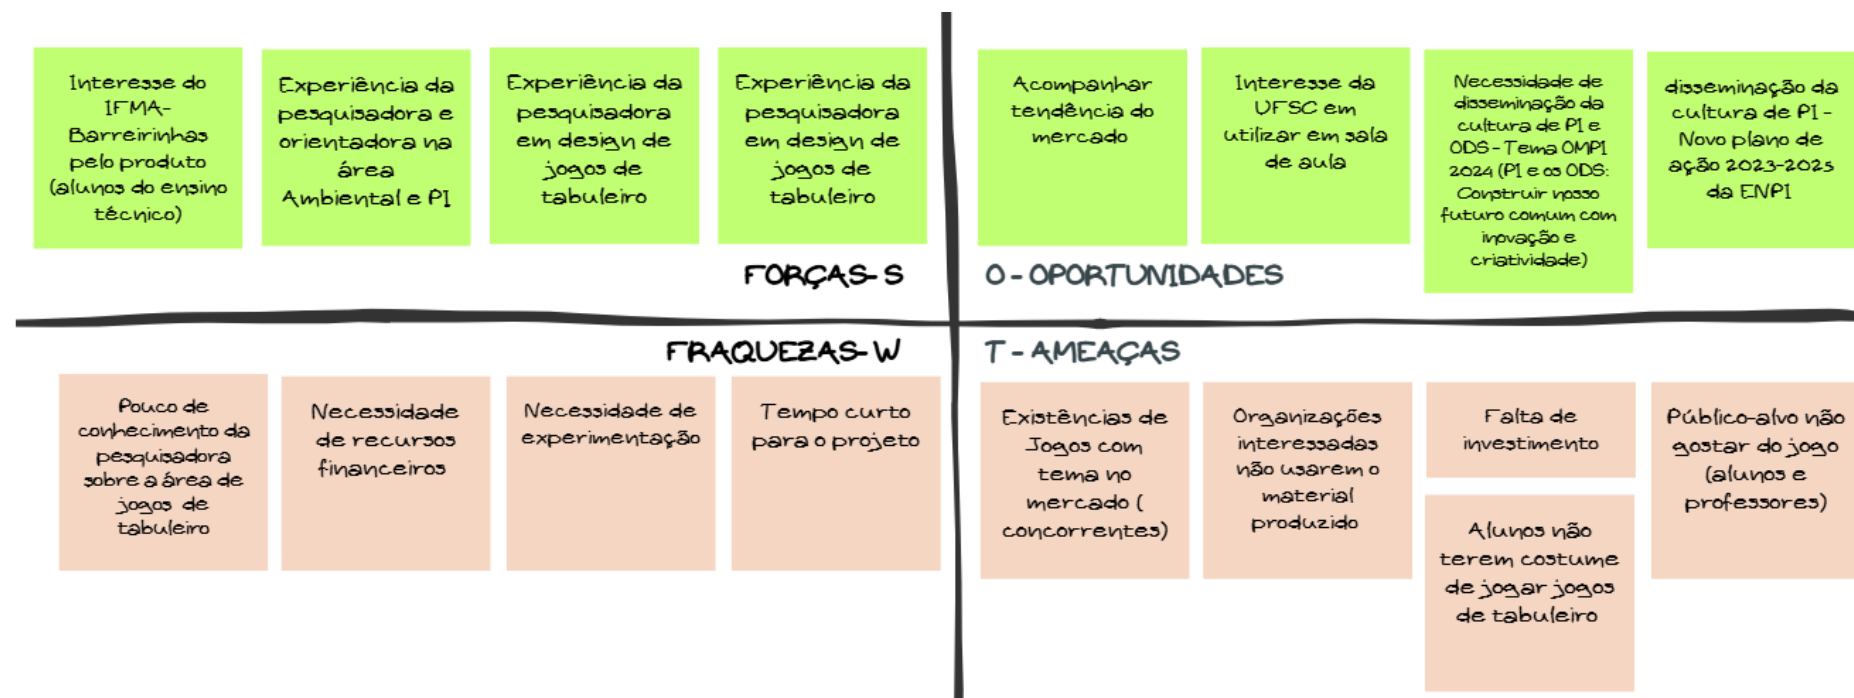 Interesse do
IFMA-
Barreirinhas
pelo produto
(alunos do ensino
técnico)
Experiência da
pesquisadora e
orientadora na
área
Ambiental e PI
Experiência da
pesquisadora
em design de
jogos de
tabuleiro
Experiência da
pesquisadora
em design de
jogos de
tabuleiro
FORÇAS- S
Acompanhar
tendência do
mercado
Interesse da
UFSC em
utilizar em sala
de aula
Necessidade de
disseminação da
cultura de PI e
ODS - Tema OMPI
2024 (PI e os ODS:
Construir nosso
futuro comum com
inovação e
criatividade)
disseminação da
cultura de PI -
Novo plano de
ação 2023-2025
da ENPI
O - OPORTUNIDADES
FRAQUEZAS- W
Pouco de
conhecimento da
pesquisadora
sobre a área de
jogos de
tabuleiro
Necessidade
de recursos
financeiros
Necessidade de
experimentação
Tempo curto
para o projeto
T - AMEAÇAS
Existências de
Jogos com
tema no
mercado (
concorrentes)
Organizações
interessadas
não usarem o
material
produzido
Falta de
investimento
Alunos não
terem costume
de jogar jogos
de tabuleiro
Público-alvo não
gostar do jogo
(alunos e
professores)